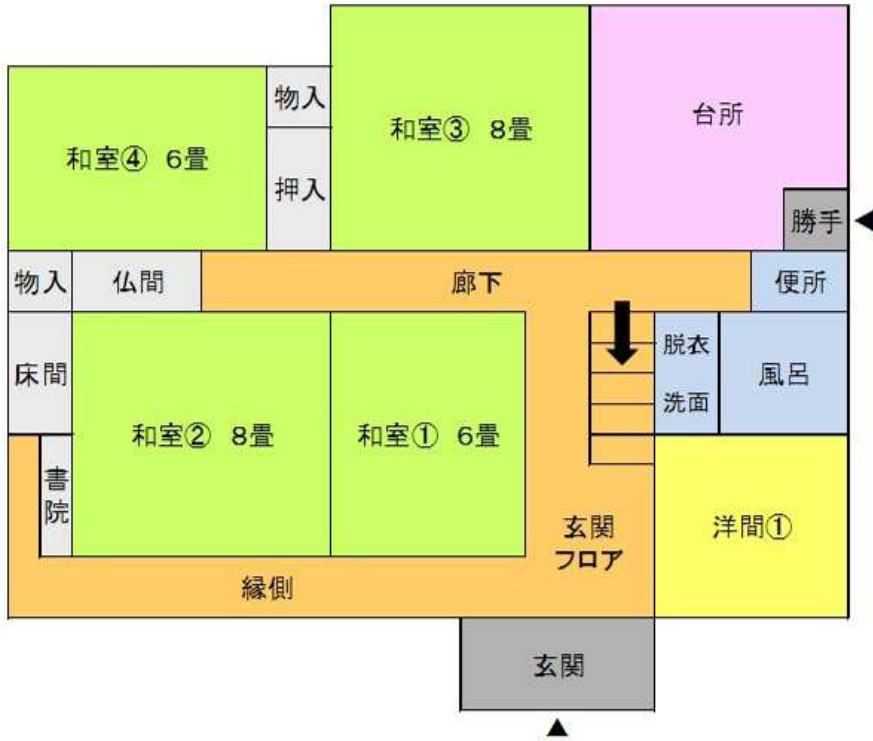 台所
物入
和室③ 8畳
和室④ 6畳
押入
勝手
物入
仏間
廊下
便所
脱衣
洗面
風呂
床間
和室② 8畳
和室① 6畳
書
院
玄関
フロア
洋間①
縁側
玄関